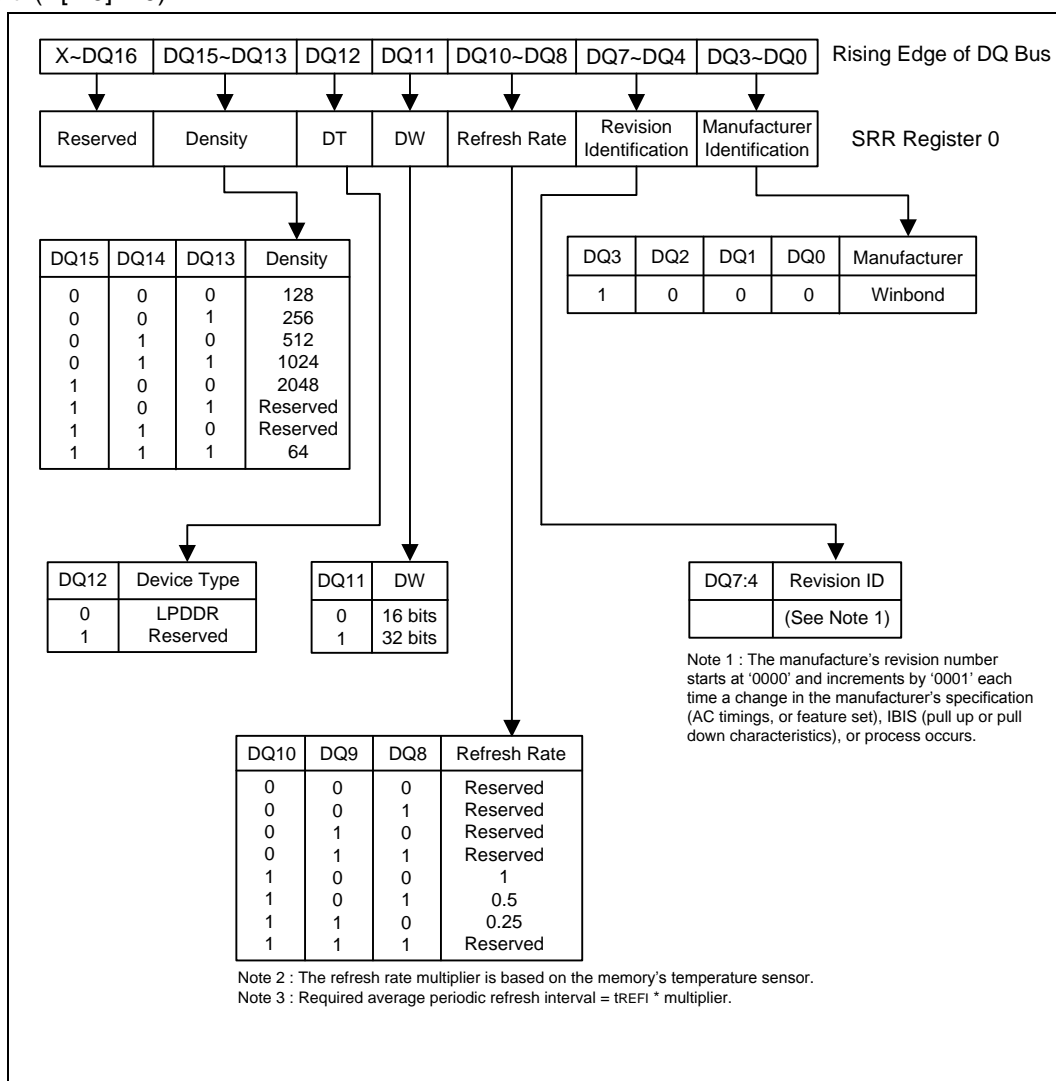 X~DQ16 DQ15~DQ13 DQ12 DQ11 DQ10~DQ8 DQ7~DQ4 DQ3~DQ0 Rising Edge of DQ Bus
Reserved Density DT DW Refresh Rate Revision Identification Manufacturer Identification SRR Register 0
DQ15 DQ14 DQ13 Density
0 0 0 128
0 0 1 256
0 1 0 512
0 1 1 1024
1 0 0 2048
1 0 1 Reserved
1 1 0 Reserved
1 1 1 64
DQ3 DQ2 DQ1 DQ0 Manufacturer
1 0 0 0 Winbond
DQ12 Device Type
0 LPDDR
1 Reserved
DQ11 DW
0 16 bits
1 32 bits
DQ7:4 Revision ID
(See Note 1)
Note 1 : The manufacture's revision number
starts at ‘0000’ and increments by ‘0001’ each
time a change in the manufacturer's specification
(AC timings, or feature set), IBIS (pull up or pull
down characteristics), or process occurs.
DQ10 DQ9 DQ8 Refresh Rate
0 0 0 Reserved
0 0 1 Reserved
0 1 0 Reserved
0 1 1 Reserved
1 0 0 1
1 0 1 0.5
1 1 0 0.25
1 1 1 Reserved
Note 2 : The refresh rate multiplier is based on the memory's temperature sensor.
Note 3 : Required average periodic refresh interval = tREFI * multiplier.